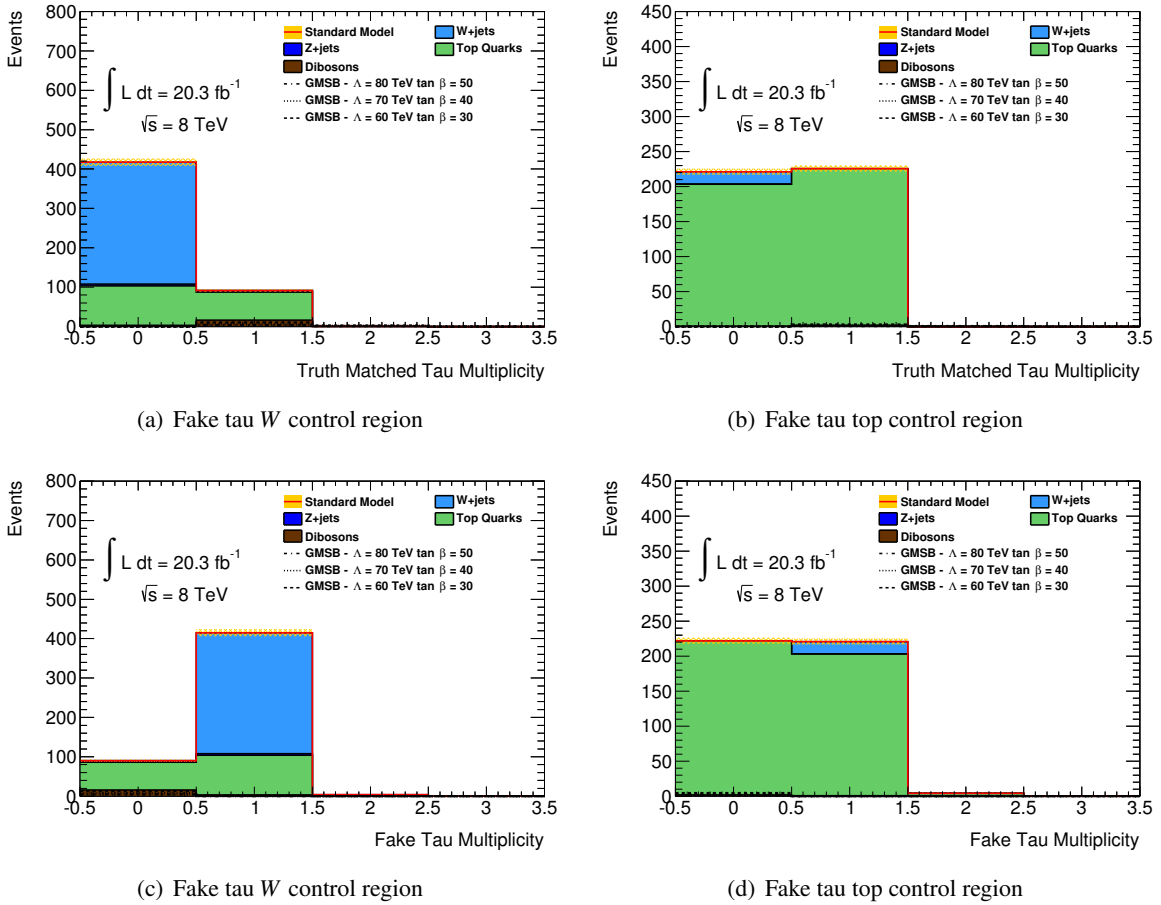 Events
800
700
600
500
400
300
200
100
0
-0.5 0 0.5 1 1.5 2 2.5 3 3.5
Standard Model W+jets
Z+jets Top Quarks
Dibosons
GMSB - Λ = 80 TeV tan β = 50
GMSB - Λ = 70 TeV tan β = 40
GMSB - Λ = 60 TeV tan β = 30
∫ L dt = 20.3 fb⁻¹
√s = 8 TeV
Truth Matched Tau Multiplicity
(a) Fake tau W control region
Events
450
400
350
300
250
200
150
100
50
0
-0.5 0 0.5 1 1.5 2 2.5 3 3.5
Standard Model W+jets
Z+jets Top Quarks
Dibosons
GMSB - Λ = 80 TeV tan β = 50
GMSB - Λ = 70 TeV tan β = 40
GMSB - Λ = 60 TeV tan β = 30
∫ L dt = 20.3 fb⁻¹
√s = 8 TeV
Truth Matched Tau Multiplicity
(b) Fake tau top control region
Events
800
700
600
500
400
300
200
100
0
-0.5 0 0.5 1 1.5 2 2.5 3 3.5
Standard Model W+jets
Z+jets Top Quarks
Dibosons
GMSB - Λ = 80 TeV tan β = 50
GMSB - Λ = 70 TeV tan β = 40
GMSB - Λ = 60 TeV tan β = 30
∫ L dt = 20.3 fb⁻¹
√s = 8 TeV
Fake Tau Multiplicity
(c) Fake tau W control region
Events
450
400
350
300
250
200
150
100
50
0
-0.5 0 0.5 1 1.5 2 2.5 3 3.5
Standard Model W+jets
Z+jets Top Quarks
Dibosons
GMSB - Λ = 80 TeV tan β = 50
GMSB - Λ = 70 TeV tan β = 40
GMSB - Λ = 60 TeV tan β = 30
∫ L dt = 20.3 fb⁻¹
√s = 8 TeV
Fake Tau Multiplicity
(d) Fake tau top control region